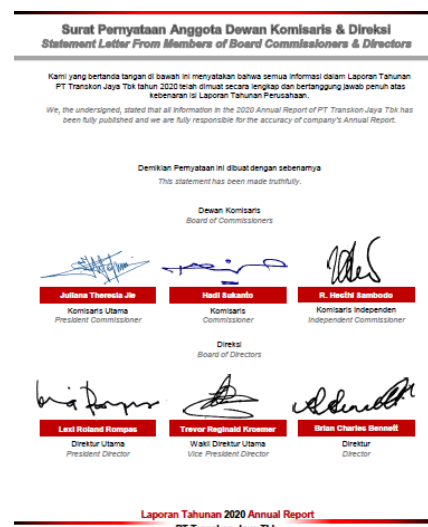 Surat Pernyataan Anggota Dewan Komisaris & Direksi
Statement Letter From Members of Board Commissioners & Directors
Kami yang bertanda tangan di bawah ini menyatakan bahwa semua informasi dalam Laporan Tahunan
PT Transkon Jaya Tbk tahun 2020 telah dimuat secara lengkap dan bertanggung jawab penuh atas
kebenaran isi Laporan Tahunan Perusahaan.
We, the undersigned, stated that all information in the 2020 Annual Report of PT Transkon Jaya Tbk has
been fully published and we are fully responsible for the accuracy of company's Annual Report.
Demikian Pernyataan ini dibuat dengan sebenarnya
This statement has been made truthfully.
Dewan Komisaris
Board of Commissioners
Juliana Theresia Jie
Hadi Sukanto
R. Hesthi Sambodo
Komisaris Utama
Komisaris
Komisaris Independen
President Commissioner
Commissioner
Independent Commissioner
Direksi
Board of Directors
Lexi Roland Rompas
Trevor Reginald Kroemer
Brian Charles Bennett
Direktur Utama
Wakil Direktur Utama
Direktur
President Director
Vice President Director
Director
Laporan Tahunan 2020 Annual Report
PT Transkon Jaya Tbk